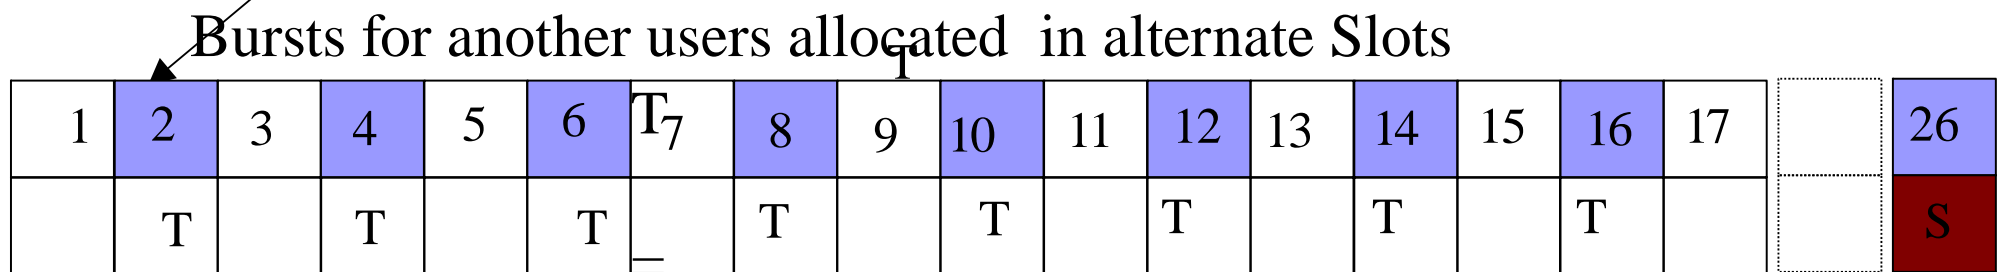 Bursts for another users allocated in alternate Slots
T
1 2 3 4 5 6 T 7 8 9 10 11 12 13 14 15 16 17 26
T T T T T T T T S
_